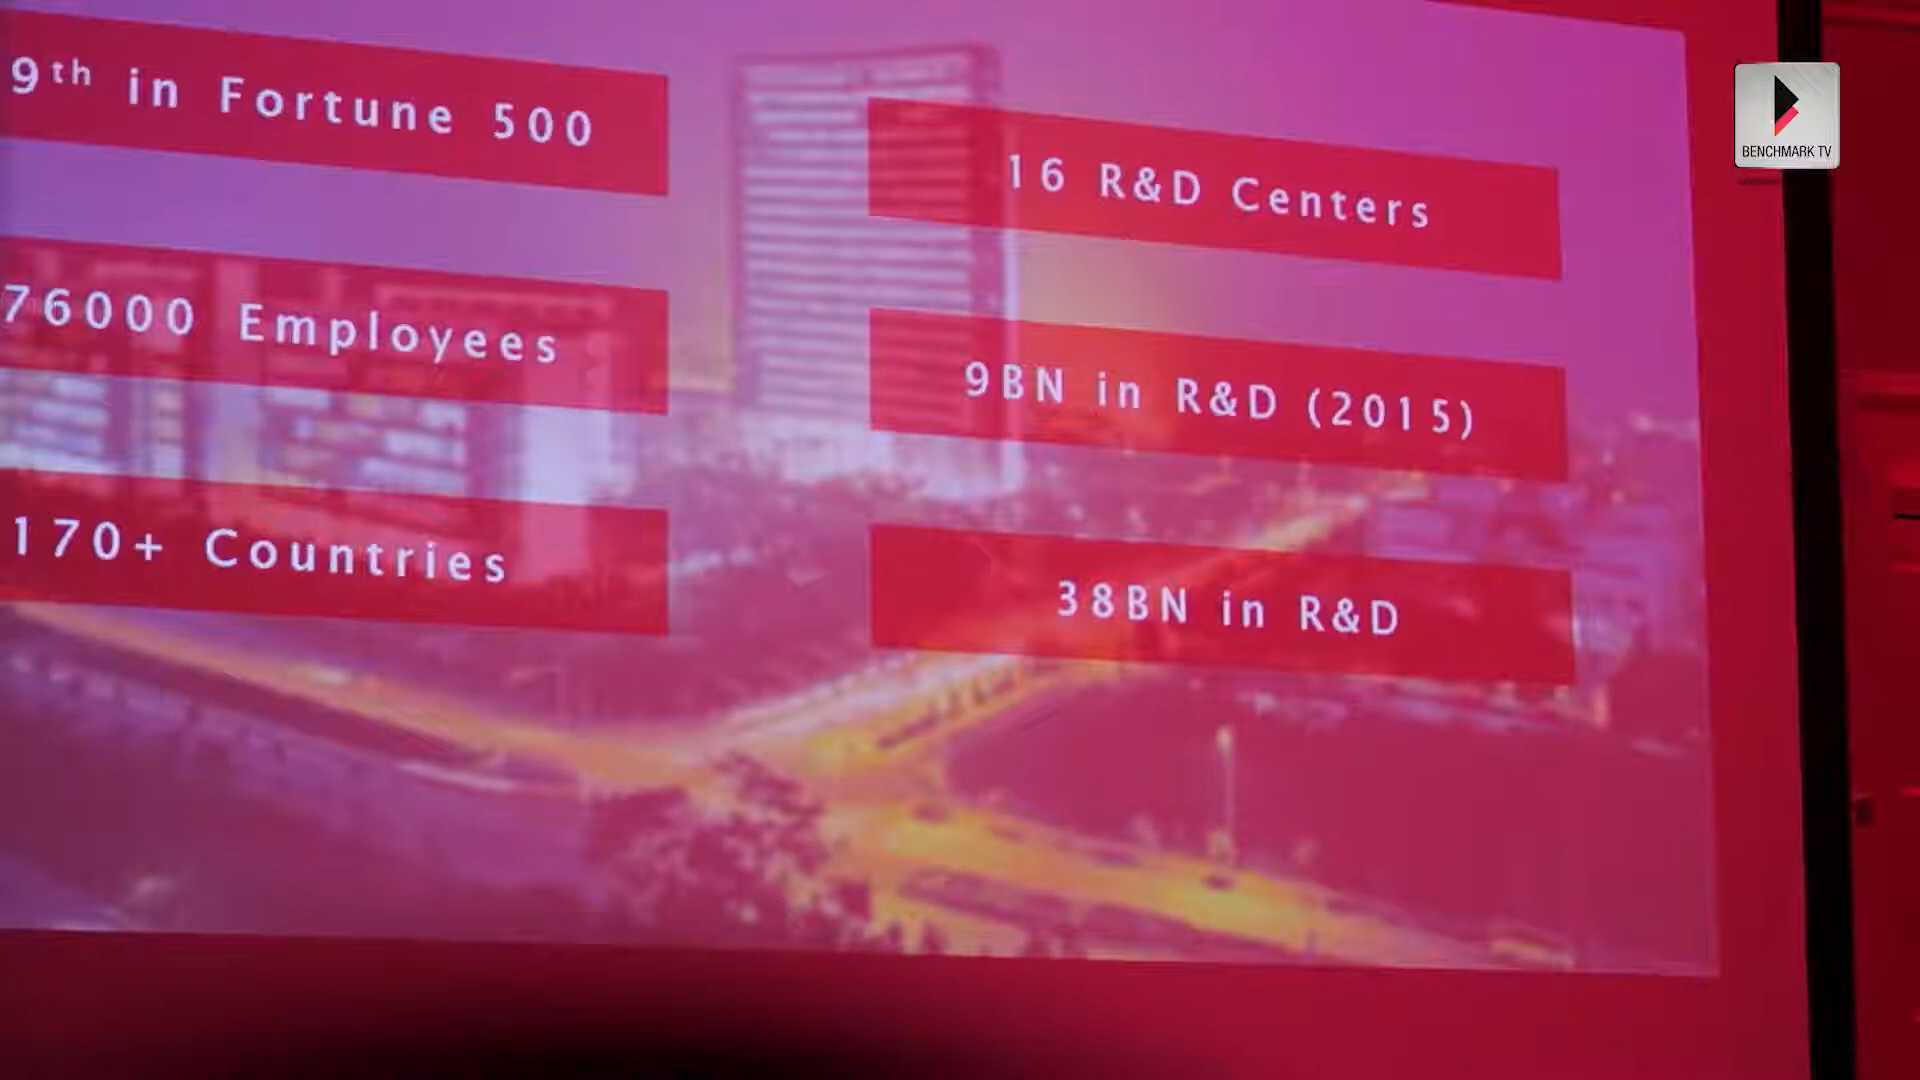 9th in Fortune 500
76000 Employees
170+ Countries
16 R&D Centers
9BN in R&D (2015)
38BN in R&D
BENCHMARK TV